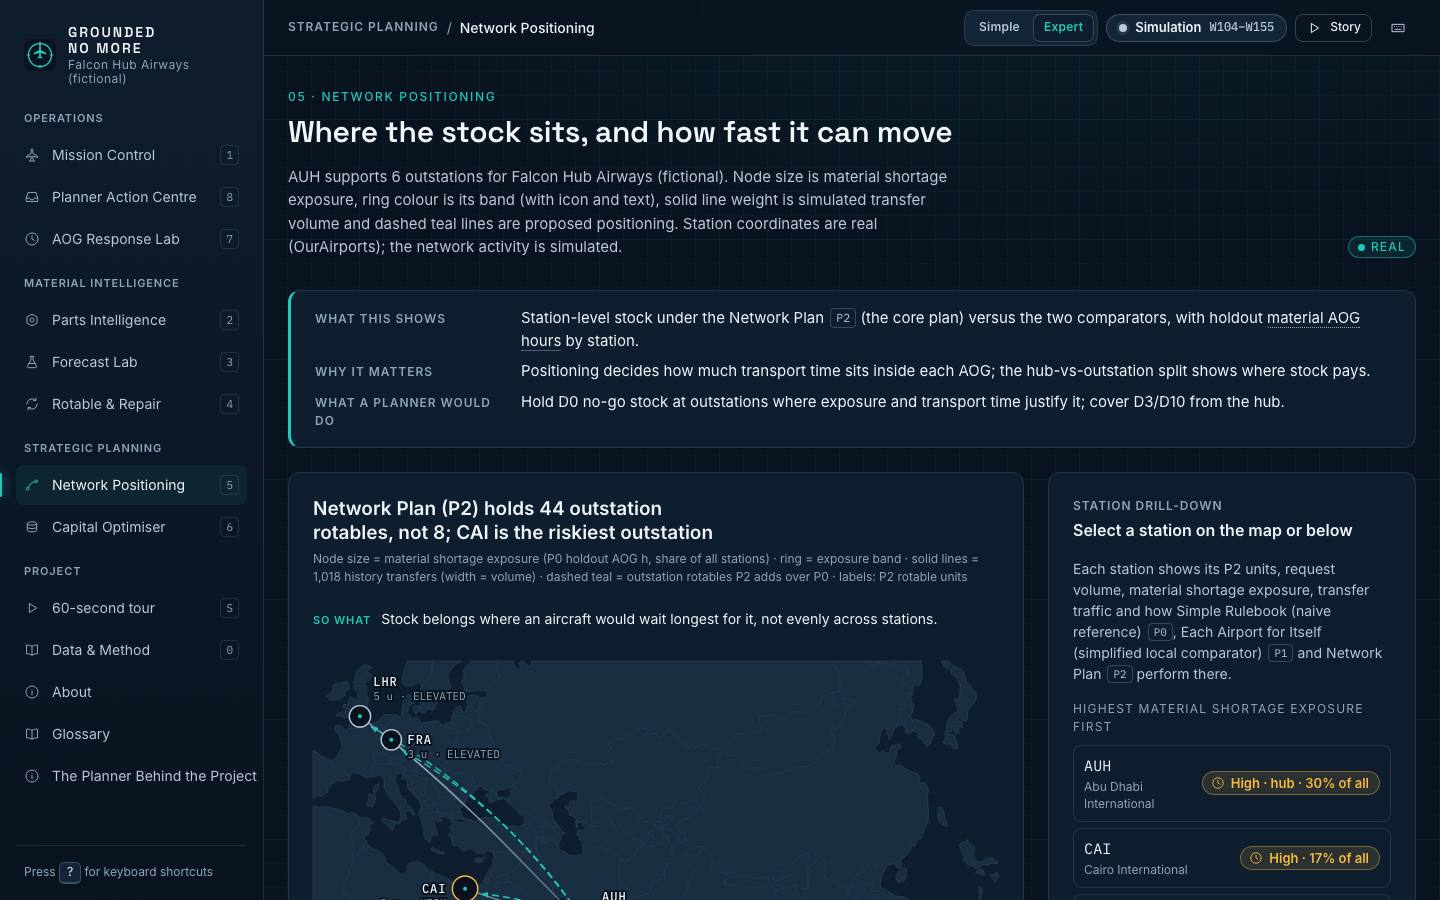 GROUNDED
NO MORE
Falcon Hub Airways
(fictional)
OPERATIONS
Mission Control 1
Planner Action Centre 8
AOG Response Lab 7
MATERIAL INTELLIGENCE
Parts Intelligence 2
Forecast Lab 3
Rotable & Repair 4
STRATEGIC PLANNING
Network Positioning 5
Capital Optimiser 6
PROJECT
60-second tour S
Data & Method 0
About
Glossary
The Planner Behind the Project
Press ? for keyboard shortcuts
STRATEGIC PLANNING / Network Positioning
Simple Expert Simulation W104–W155 Story
05 · NETWORK POSITIONING
Where the stock sits, and how fast it can move
AUH supports 6 outstations for Falcon Hub Airways (fictional). Node size is material shortage
exposure, ring colour is its band (with icon and text), solid line weight is simulated transfer
volume and dashed teal lines are proposed positioning. Station coordinates are real
(OurAirports); the network activity is simulated.
REAL
WHAT THIS SHOWS
Station-level stock under the Network Plan P2 (the core plan) versus the two comparators, with holdout material AOG
hours by station.
WHY IT MATTERS
Positioning decides how much transport time sits inside each AOG; the hub-vs-outstation split shows where stock pays.
WHAT A PLANNER WOULD
DO
Hold D0 no-go stock at outstations where exposure and transport time justify it; cover D3/D10 from the hub.
Network Plan (P2) holds 44 outstation
rotables, not 8; CAI is the riskiest outstation
Node size = material shortage exposure (P0 holdout AOG h, share of all stations) · ring = exposure band · solid lines =
1,018 history transfers (width = volume) · dashed teal = outstation rotables P2 adds over P0 · labels: P2 rotable units
SO WHAT Stock belongs where an aircraft would wait longest for it, not evenly across stations.
LHR
5 u · ELEVATED
FRA
3 u · ELEVATED
CAI
AUH
STATION DRILL-DOWN
Select a station on the map or below
Each station shows its P2 units, request
volume, material shortage exposure, transfer
traffic and how Simple Rulebook (naive
reference) P0, Each Airport for Itself
(simplified local comparator) P1 and Network
Plan P2 perform there.
HIGHEST MATERIAL SHORTAGE EXPOSURE
FIRST
AUH
Abu Dhabi
International
High · hub · 30% of all
CAI
Cairo International
High · 17% of all